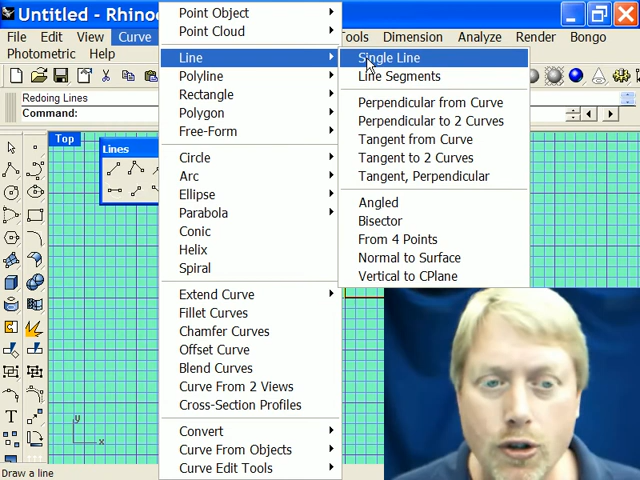 Untitled - Rhino
File Edit View Curve Tools Dimension Analyze Render Bongo
Photometric Help
Redoing Lines
Command:
Top
Lines
Point Object
Point Cloud
Line
Polyline
Rectangle
Polygon
Free-Form
Circle
Arc
Ellipse
Parabola
Conic
Helix
Spiral
Extend Curve
Fillet Curves
Chamfer Curves
Offset Curve
Blend Curves
Curve From 2 Views
Cross-Section Profiles
Convert
Curve From Objects
Curve Edit Tools
Single Line
Line Segments
Perpendicular from Curve
Perpendicular to 2 Curves
Tangent from Curve
Tangent to 2 Curves
Tangent, Perpendicular
Angled
Bisector
From 4 Points
Normal to Surface
Vertical to CPlane
y
x
T
Draw a line